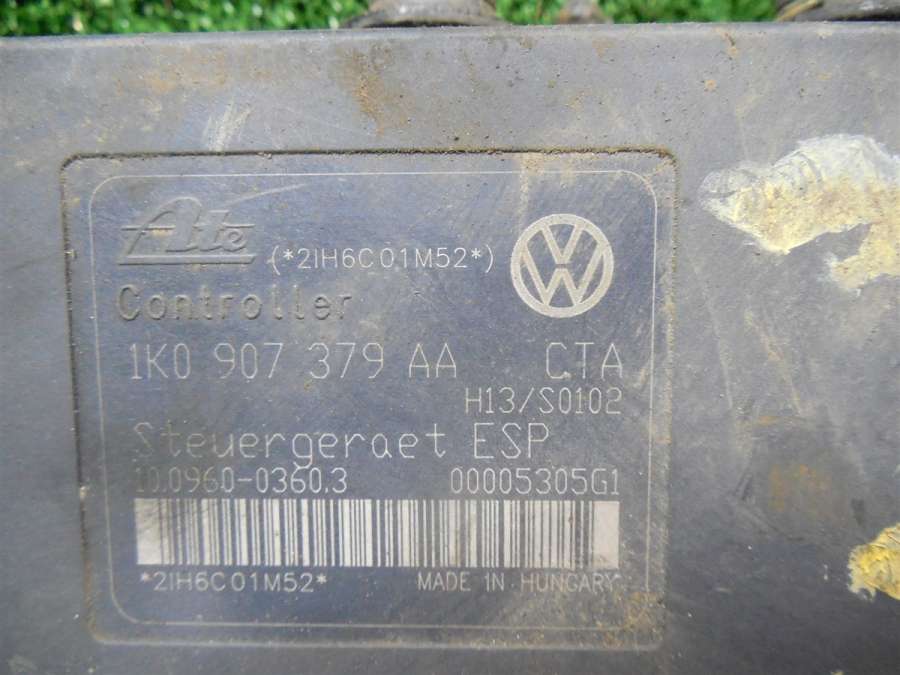 Ate (*2IH6C01M52*)
Controller
1K0 907 379 AA CTA
H13/S0102
Steuergeraet ESP
10.0960-0360.3 00005305G1
*2IH6C01M52* MADE IN HUNGARY